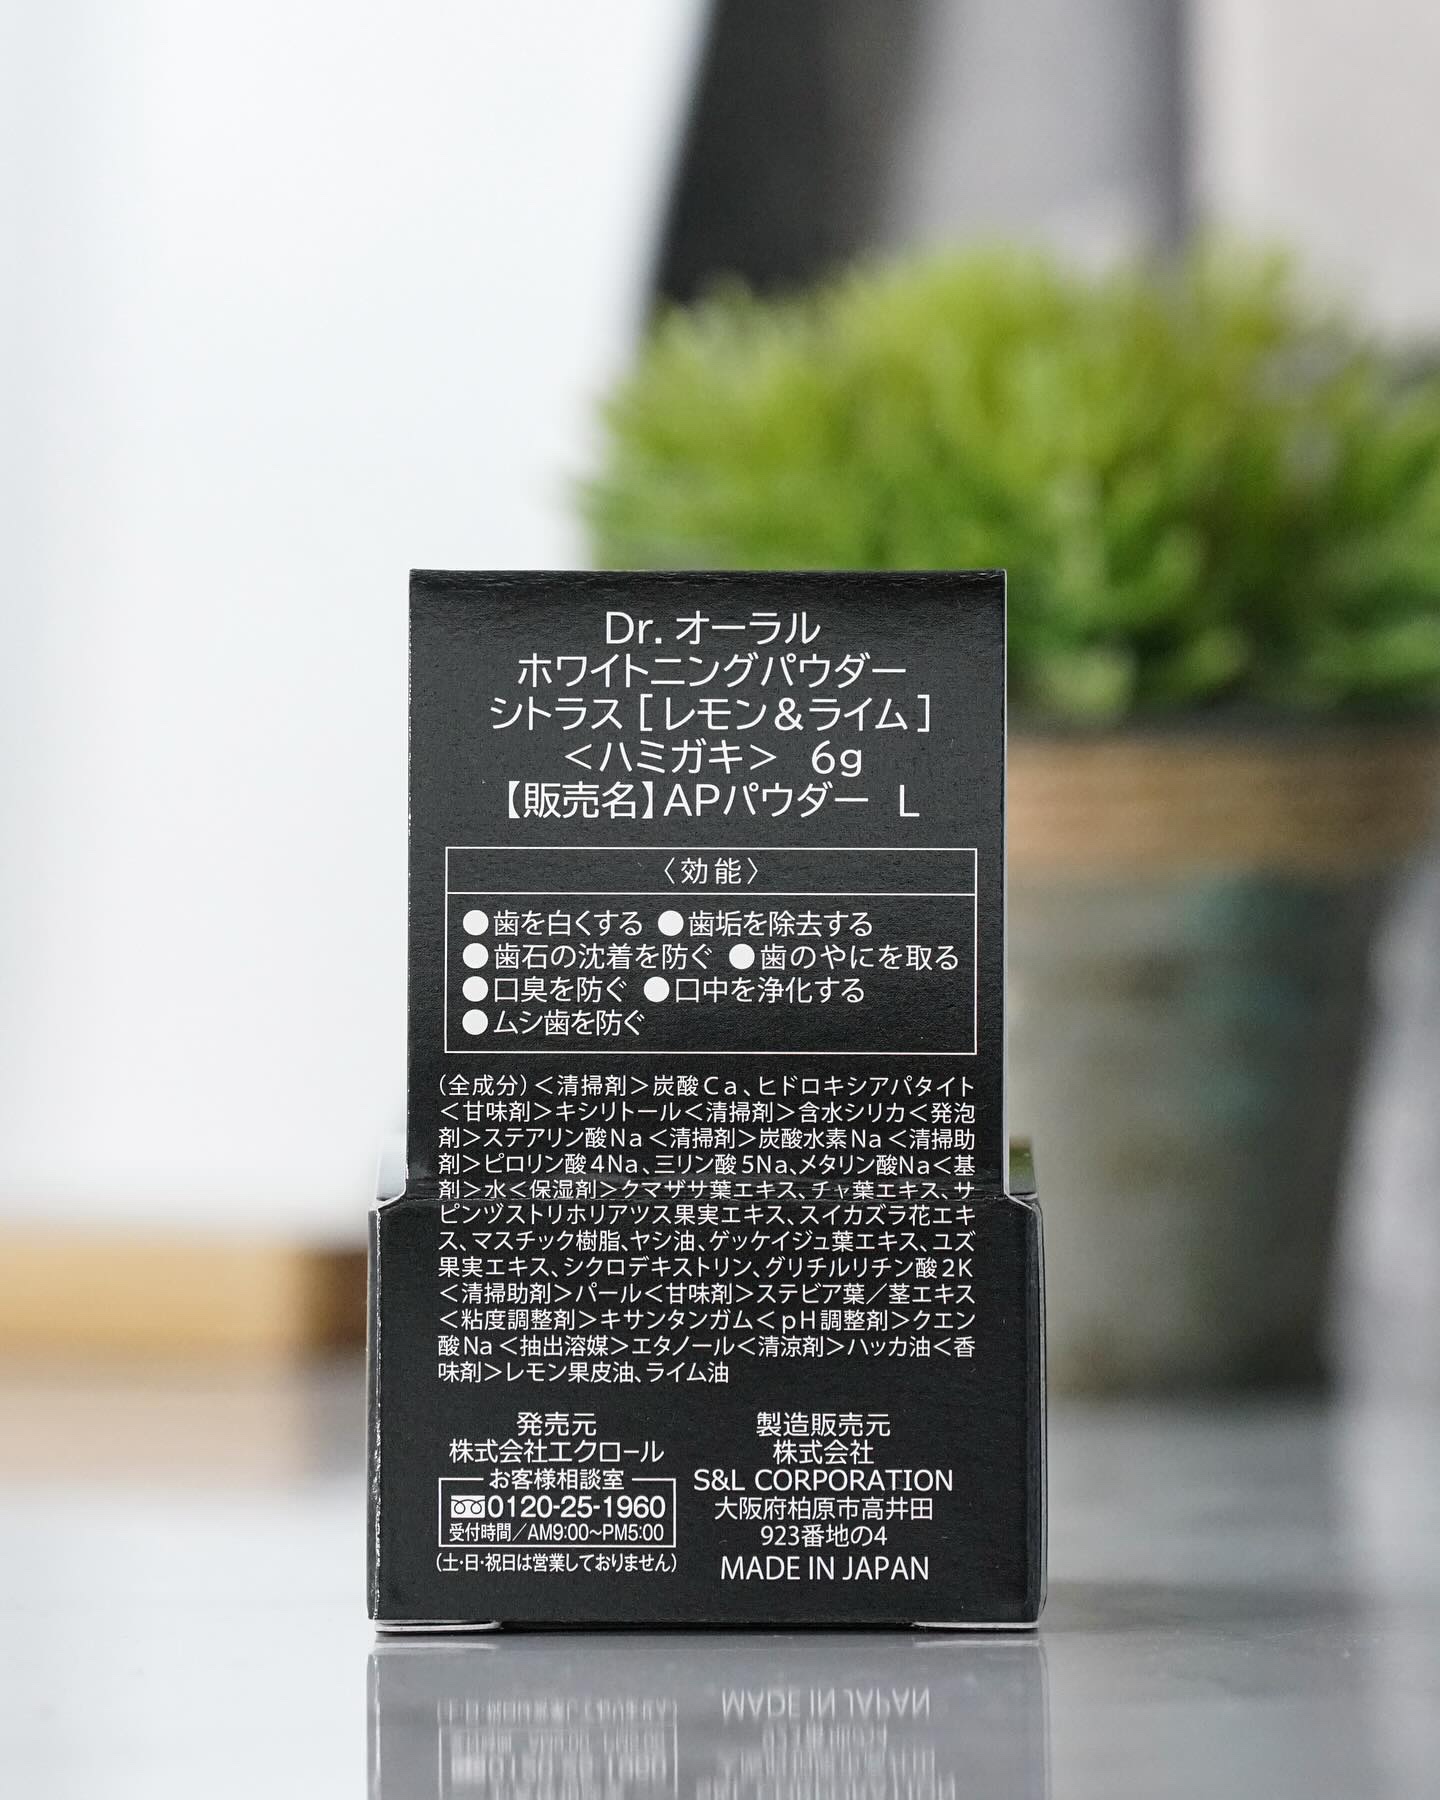 Dr. オーラル
ホワイトニングパウダー
シトラス [レモン&ライム]
<ハミガキ> 6g
【販売名】APパウダー L
〈効能〉
●歯を白くする ●歯垢を除去する
●歯石の沈着を防ぐ ●歯のやにを取る
●口臭を防ぐ ●口中を浄化する
●ムシ歯を防ぐ
(全成分)<清掃剤>炭酸Ca、ヒドロキシアパタイト
<甘味剤>キシリトール<清掃剤>含水シリカ<発泡
剤>ステアリン酸Na<清掃剤>炭酸水素Na<清掃助
剤>ピロリン酸4Na、三リン酸5Na、メタリン酸Na<基
剤>水<保湿剤>クマザサ葉エキス、チャ葉エキス、サ
ピンヅストリホリアツス果実エキス、スイカズラ花エキ
ス、マスチック樹脂、ヤシ油、ゲッケイジュ葉エキス、ユズ
果実エキス、シクロデキストリン、グリチルリチン酸2K
<清掃助剤>パール<甘味剤>ステビア葉／茎エキス
<粘度調整剤>キサンタンガム<pH調整剤>クエン
酸Na<抽出溶媒>エタノール<清涼剤>ハッカ油<香
味剤>レモン果皮油、ライム油
発売元
株式会社エクロール
お客様相談室
0120-25-1960
受付時間／AM9:00~PM5:00
(土・日・祝日は営業しておりません)
製造販売元
株式会社
S&L CORPORATION
大阪府柏原市高井田
923番地の4
MADE IN JAPAN